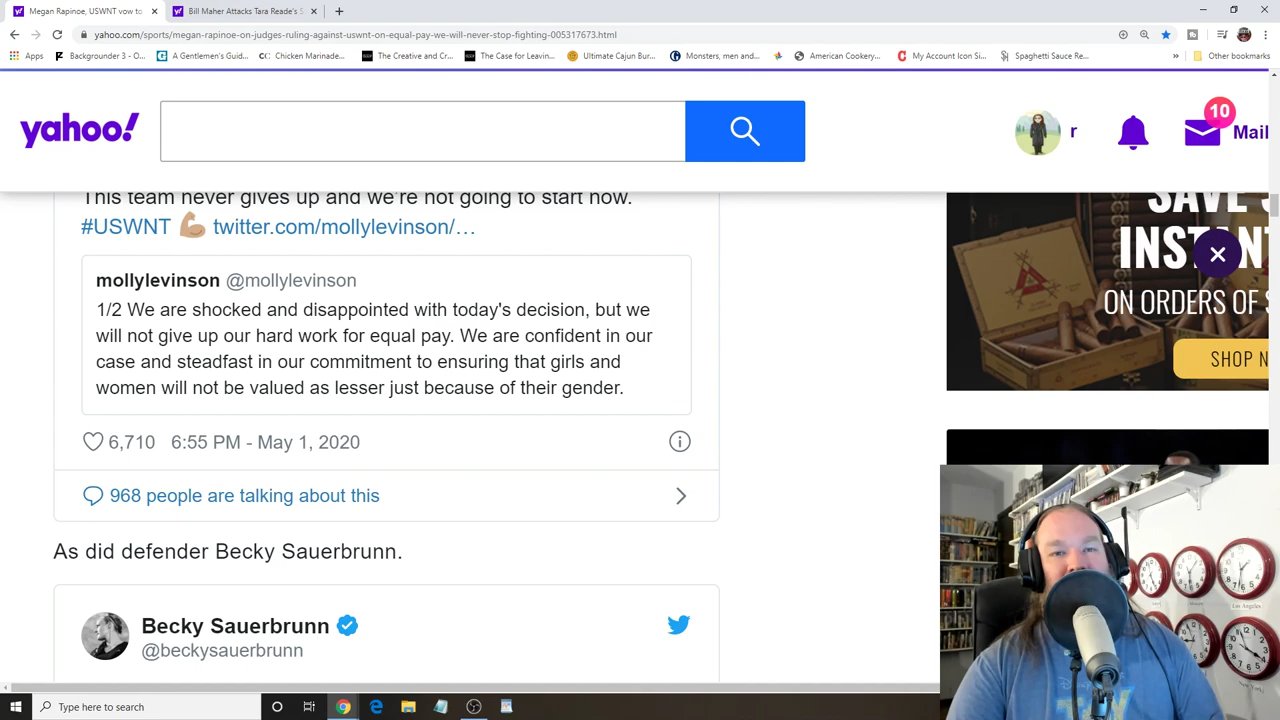 Megan Rapinoe, USWNT vow to
Bill Maher Attacks Tara Reade's S
yahoo.com/sports/megan-rapinoe-on-judges-ruling-against-uswnt-on-equal-pay-we-will-never-stop-fighting-005317673.html
Apps
Backgrounder 3 - O...
A Gentlemen's Guid...
Chicken Marinade...
The Creative and Cr...
The Case for Leavin...
Ultimate Cajun Bur...
Monsters, men and...
American Cookery...
My Account Icon Si...
Spaghetti Sauce Re...
Other bookmarks
yahoo!
r
10
Mail
This team never gives up and we're not going to start now.
#USWNT 💪🏼 twitter.com/mollylevinson/…
mollylevinson @mollylevinson
1/2 We are shocked and disappointed with today's decision, but we
will not give up our hard work for equal pay. We are confident in our
case and steadfast in our commitment to ensuring that girls and
women will not be valued as lesser just because of their gender.
6,710 6:55 PM - May 1, 2020
968 people are talking about this
As did defender Becky Sauerbrunn.
Becky Sauerbrunn
@beckysauerbrunn
ON ORDERS OF
SHOP N
Los Angeles
New York
Type here to search